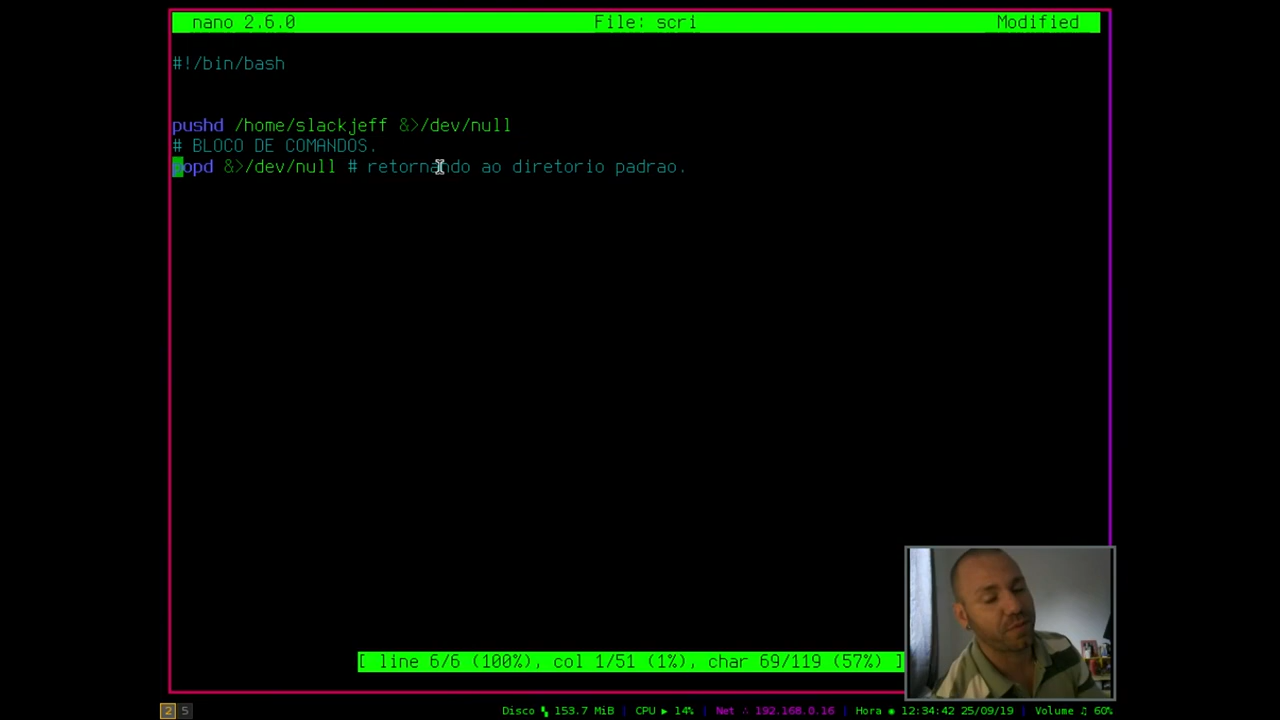 nano 2.6.0 File: scri Modified
#!/bin/bash
pushd /home/slackjeff &>/dev/null
# BLOCO DE COMANDOS.
popd &>/dev/null # retornando ao diretorio padrao.
[ line 6/6 (100%), col 1/51 (1%), char 69/119 (57%) ]
2 5 Disco 153.7 MiB | CPU ▶ 14% | Net ∴ 192.168.0.16 | Hora ◉ 12:34:42 25/09/19 | Volume ♫ 60%